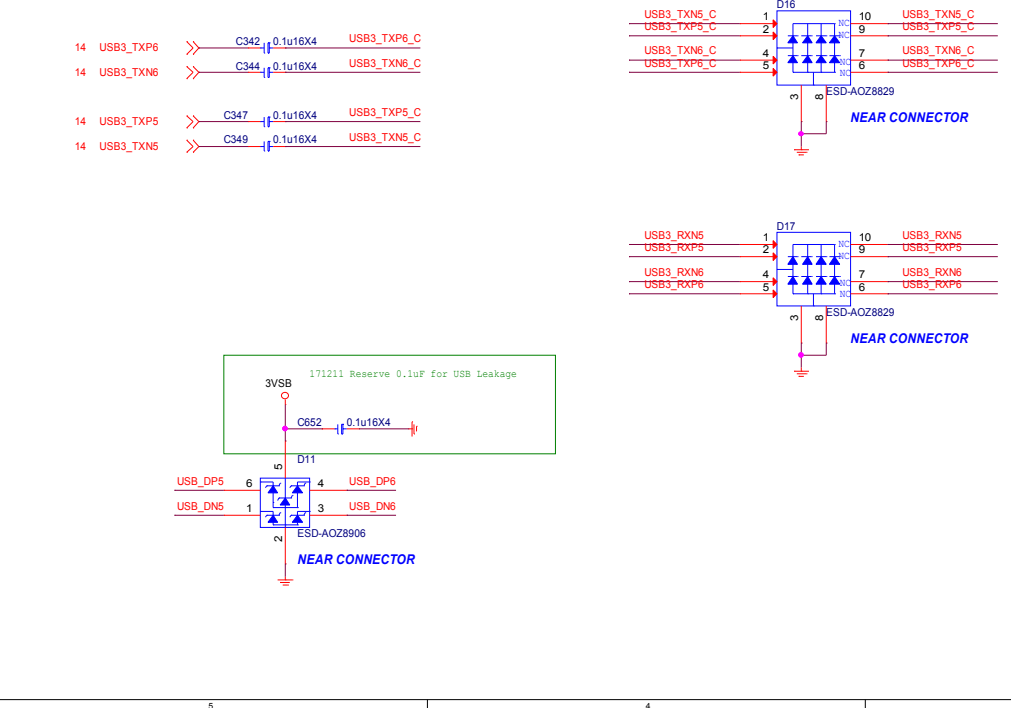 D16
USB3_TXN5_C 1 NC 10 USB3_TXN5_C
USB3_TXP5_C 2 9 USB3_TXP5_C
USB3_TXN6_C 4 NC 7 USB3_TXN6_C
USB3_TXP6_C 5 NC 6 USB3_TXP6_C
3 8 ESD-AOZ8829
NEAR CONNECTOR
14 USB3_TXP6 C342 0.1u16X4 USB3_TXP6_C
14 USB3_TXN6 C344 0.1u16X4 USB3_TXN6_C
14 USB3_TXP5 C347 0.1u16X4 USB3_TXP5_C
14 USB3_TXN5 C349 0.1u16X4 USB3_TXN5_C
D17
USB3_RXN5 1 NC 10 USB3_RXN5
USB3_RXP5 2 NC 9 USB3_RXP5
USB3_RXN6 4 NC 7 USB3_RXN6
USB3_RXP6 5 NC 6 USB3_RXP6
3 8 ESD-AOZ8829
NEAR CONNECTOR
171211 Reserve 0.1uF for USB Leakage
3VSB
C652 0.1u16X4
5 D11
USB_DP5 6 4 USB_DP6
USB_DN5 1 3 USB_DN6
2 ESD-AOZ8906
NEAR CONNECTOR
5 4